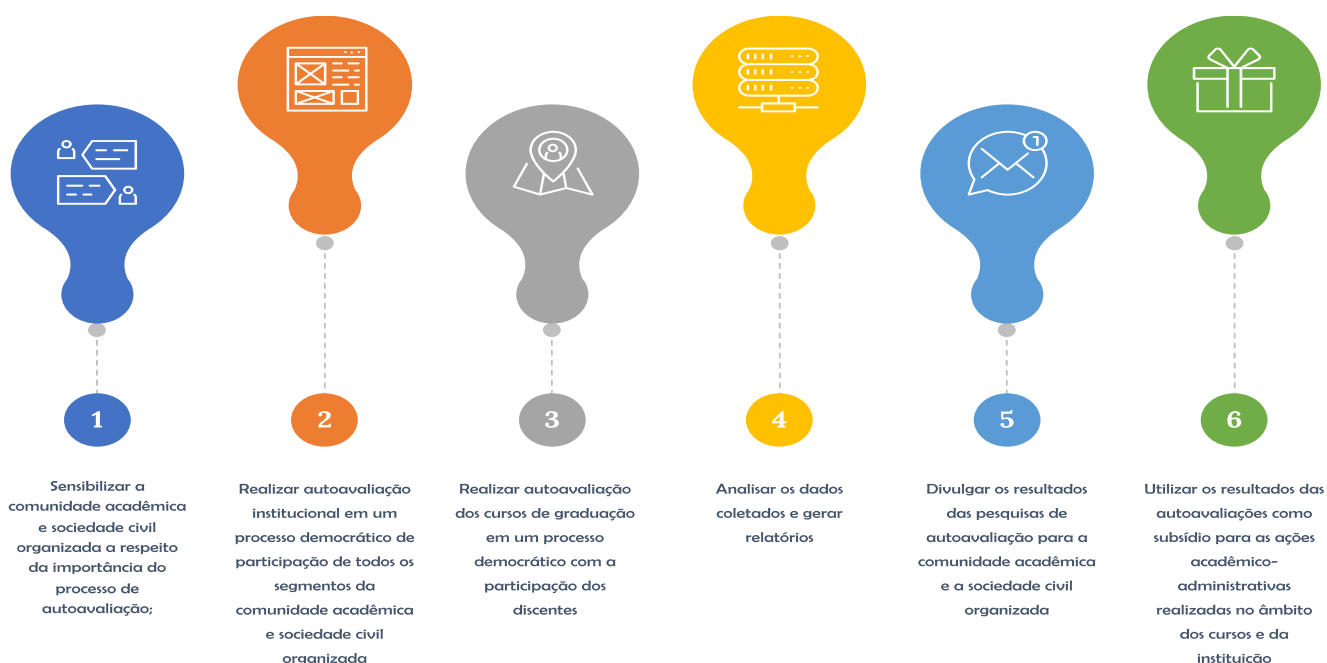 1
1
2
3
4
5
6
Sensibilizar a
comunidade acadêmica
e sociedade civil
organizada a respeito
da importância do
processo de
autoavaliação;
Realizar autoavaliação
institucional em um
processo democrático de
participação de todos os
segmentos da
comunidade acadêmica
e sociedade civil
organizada
Realizar autoavaliação
dos cursos de graduação
em um processo
democrático com a
participação dos
discentes
Analisar os dados
coletados e gerar
relatórios
Divulgar os resultados
das pesquisas de
autoavaliação para a
comunidade acadêmica
e a sociedade civil
organizada
Utilizar os resultados das
autoavaliações como
subsídio para as ações
acadêmico-
administrativas
realizadas no âmbito
dos cursos e da
instituição